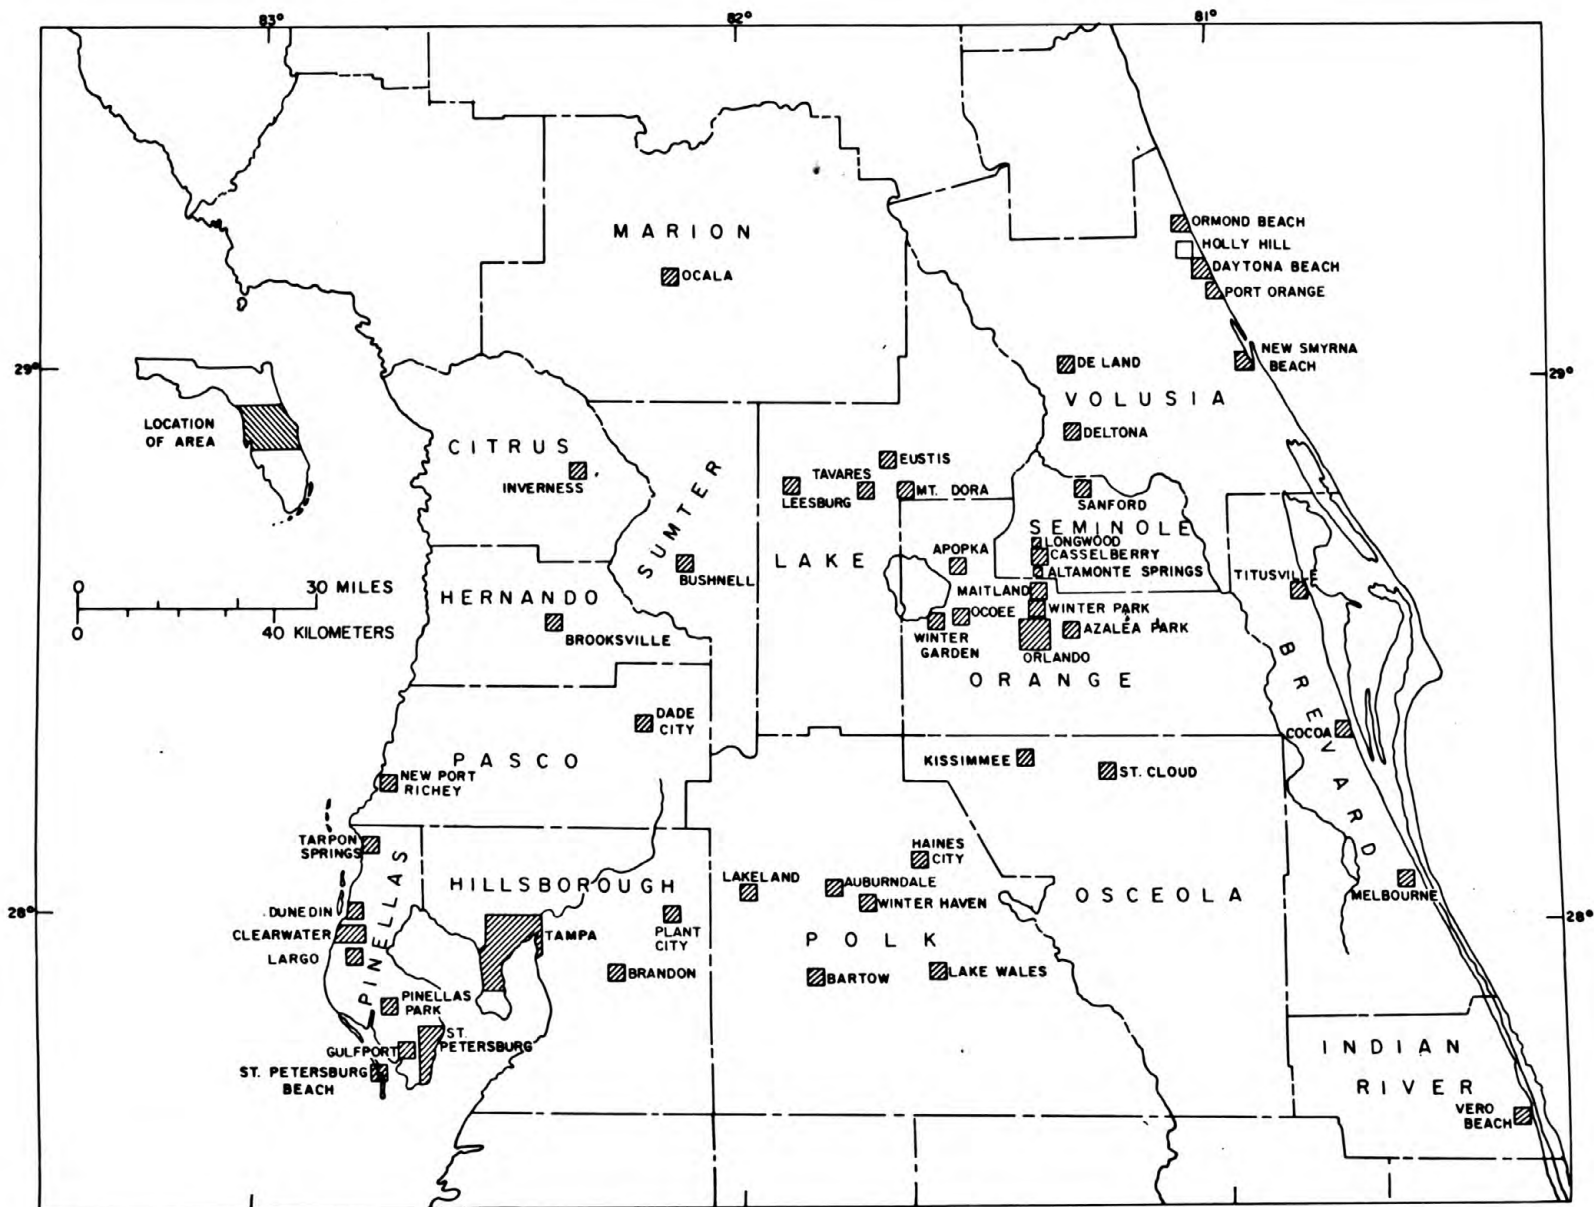 83°
82°
81°
MARION
OCALA
ORMOND BEACH
HOLLY HILL
DAYTONA BEACH
PORT ORANGE
NEW SMYRNA
BEACH
29°
29°
DE LAND
VOLUSIA
DELTONA
LOCATION
OF AREA
CITRUS
INVERNESS
SUMTER
BUSHNELL
EUSTIS
TAVARES
LEESBURG
MT. DORA
SANFORD
SEMINOLE
LONGWOOD
CASSELBERRY
ALTAMONTE SPRINGS
LAKE
APOPKA
MAITLAND
TITUSVILLE
0
30 MILES
0
40 KILOMETERS
HERNANDO
BROOKSVILLE
OCOEE
WINTER PARK
WINTER
GARDEN
AZALEA PARK
ORLANDO
ORANGE
BREVARD
DADE
CITY
PASCO
COCOA
KISSIMMEE
ST. CLOUD
NEW PORT
RICHEY
TARPON
SPRINGS
PINELLAS
HILLSBOROUGH
HAINES
CITY
LAKELAND
AUBURNDALE
WINTER HAVEN
OSCEOLA
MELBOURNE
28°
28°
DUNEDIN
CLEARWATER
LARGO
TAMPA
PLANT
CITY
POLK
BRANDON
BARTOW
LAKE WALES
PINELLAS
PARK
ST.
PETERSBURG
GULFPORT
ST. PETERSBURG
BEACH
INDIAN
RIVER
VERO
BEACH